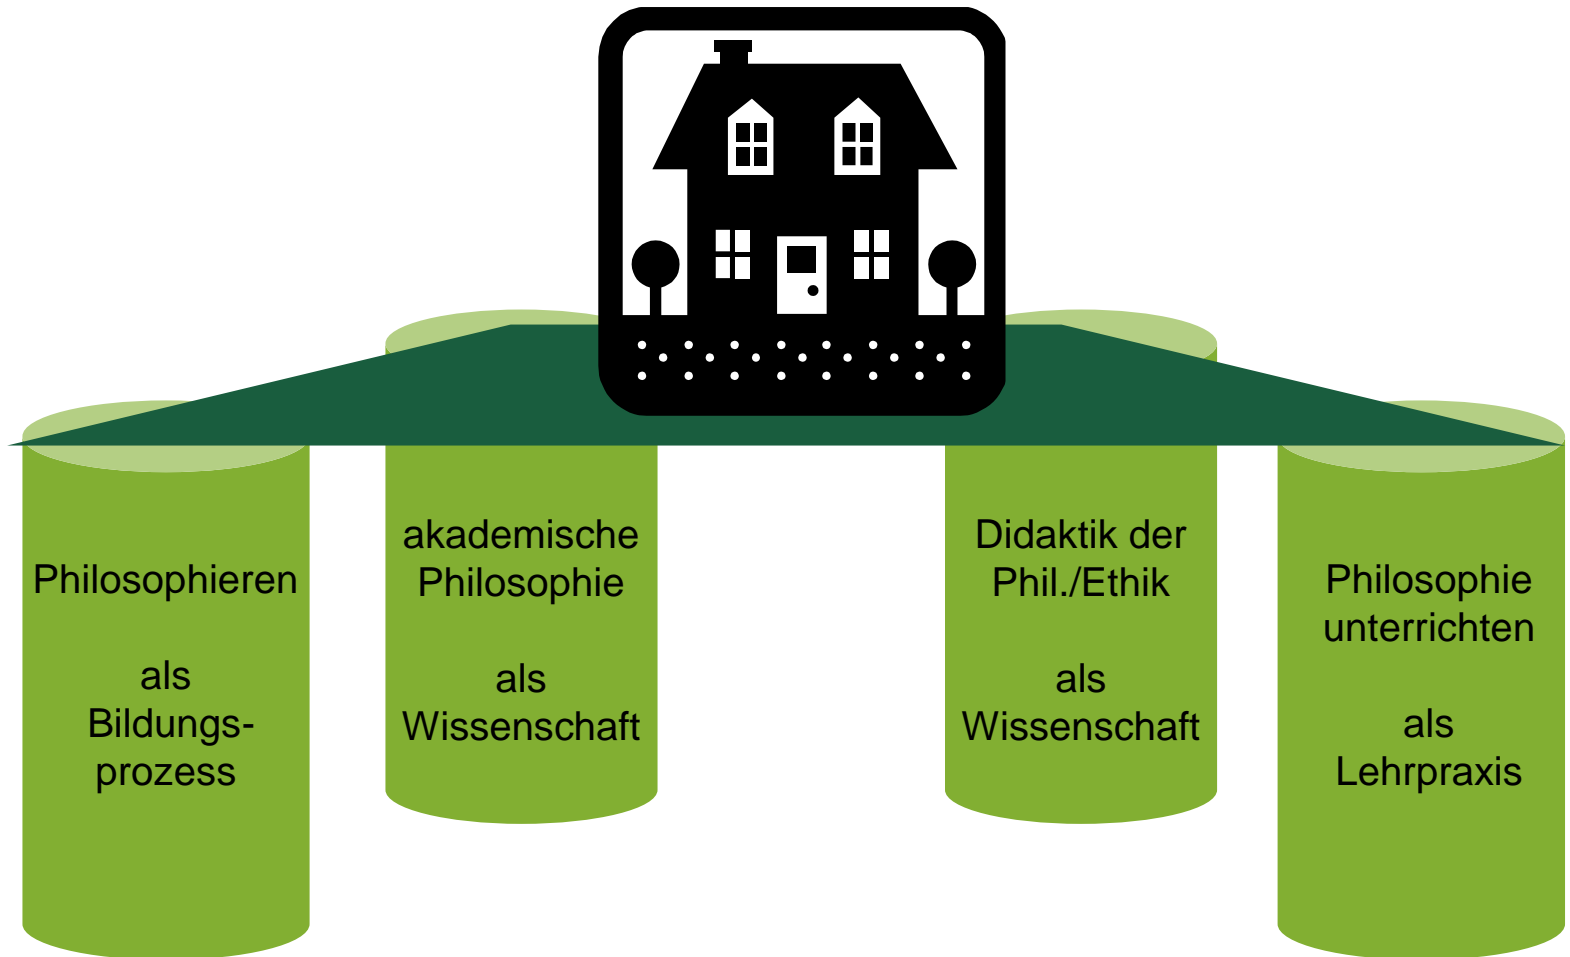 Philosophieren
als
Bildungs-
prozess
akademische
Philosophie
als
Wissenschaft
Didaktik der
Phil./Ethik
als
Wissenschaft
Philosophie
unterrichten
als
Lehrpraxis